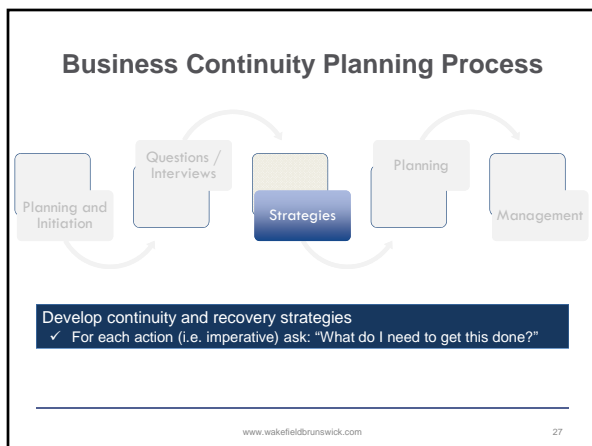 Business Continuity Planning Process
Planning and
Initiation
Questions /
Interviews
Strategies
Planning
Management
Develop continuity and recovery strategies
✓ For each action (i.e. imperative) ask: “What do I need to get this done?”
www.wakefieldbrunswick.com
27